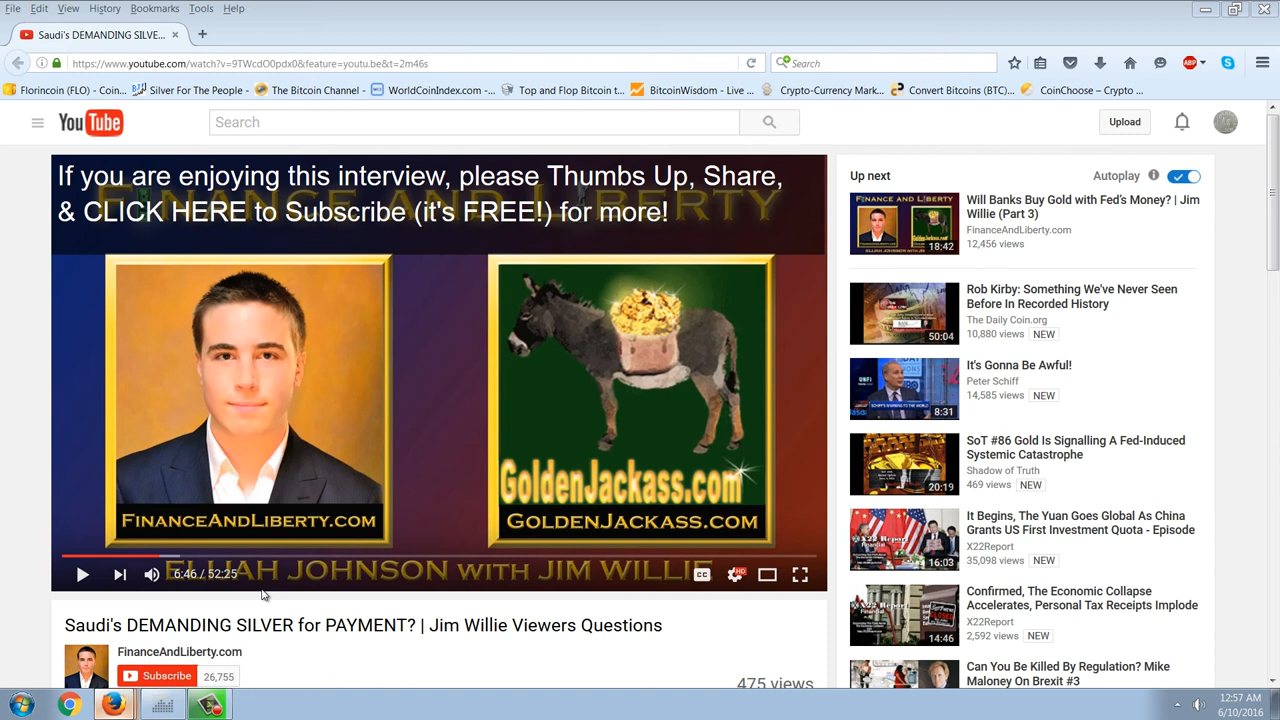 File Edit View History Bookmarks Tools Help
Saudi's DEMANDING SILVE...
https://www.youtube.com/watch?v=9TWcdO0pdx0&feature=youtu.be&t=2m46s
Search
Florincoin (FLO) - Coin...
Silver For The People - ...
The Bitcoin Channel - ...
WorldCoinIndex.com -...
Top and Flop Bitcoin t...
BitcoinWisdom - Live ...
Crypto-Currency Mark...
Convert Bitcoins (BTC)...
CoinChoose – Crypto ...
YouTube
Search
Upload
If you are enjoying this interview, please Thumbs Up, Share,
& CLICK HERE to Subscribe (it's FREE!) for more!
FINANCE AND LIBERTY
FINANCEANDLIBERTY.COM
GoldenJackass.com
GOLDENJACKASS.COM
ELIJAH JOHNSON WITH JIM WILLIE
6:46 / 52:25
CC
HD
Saudi's DEMANDING SILVER for PAYMENT? | Jim Willie Viewers Questions
FinanceAndLiberty.com
Subscribe 26,755
475 views
Up next
Autoplay
Will Banks Buy Gold with Fed's Money? | Jim
Willie (Part 3)
FinanceAndLiberty.com
12,456 views
18:42
Rob Kirby: Something We've Never Seen
Before In Recorded History
The Daily Coin.org
10,880 views NEW
50:04
It's Gonna Be Awful!
Peter Schiff
14,585 views NEW
8:31
SoT #86 Gold Is Signalling A Fed-Induced
Systemic Catastrophe
Shadow of Truth
469 views NEW
20:19
It Begins, The Yuan Goes Global As China
Grants US First Investment Quota - Episode
X22Report
35,098 views NEW
16:03
Confirmed, The Economic Collapse
Accelerates, Personal Tax Receipts Implode
X22Report
2,592 views NEW
14:46
Can You Be Killed By Regulation? Mike
Maloney On Brexit #3
ABP
12:57 AM
6/10/2016